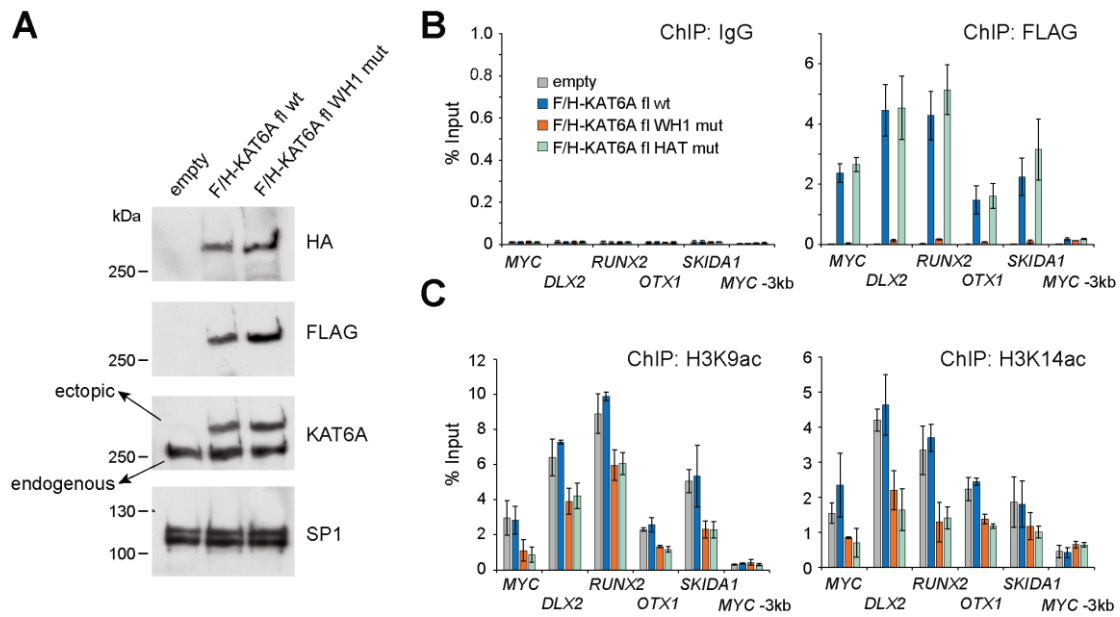 A
empty
F/H-KAT6A fl wt
F/H-KAT6A fl WH1 mut
kDa
250
HA
250
FLAG
ectopic
250
KAT6A
endogenous
130
100
SP1
B
ChIP: IgG
% Input
1.0
0.8
0.6
0.4
0.2
0
empty
F/H-KAT6A fl wt
F/H-KAT6A fl WH1 mut
F/H-KAT6A fl HAT mut
MYC RUNX2 SKIDA1
DLX2 OTX1 MYC -3kb
ChIP: FLAG
6
4
2
0
MYC RUNX2 SKIDA1
DLX2 OTX1 MYC -3kb
C
ChIP: H3K9ac
% Input
12
10
8
6
4
2
0
MYC RUNX2 SKIDA1
DLX2 OTX1 MYC -3kb
ChIP: H3K14ac
6
5
4
3
2
1
0
MYC RUNX2 SKIDA1
DLX2 OTX1 MYC -3kb